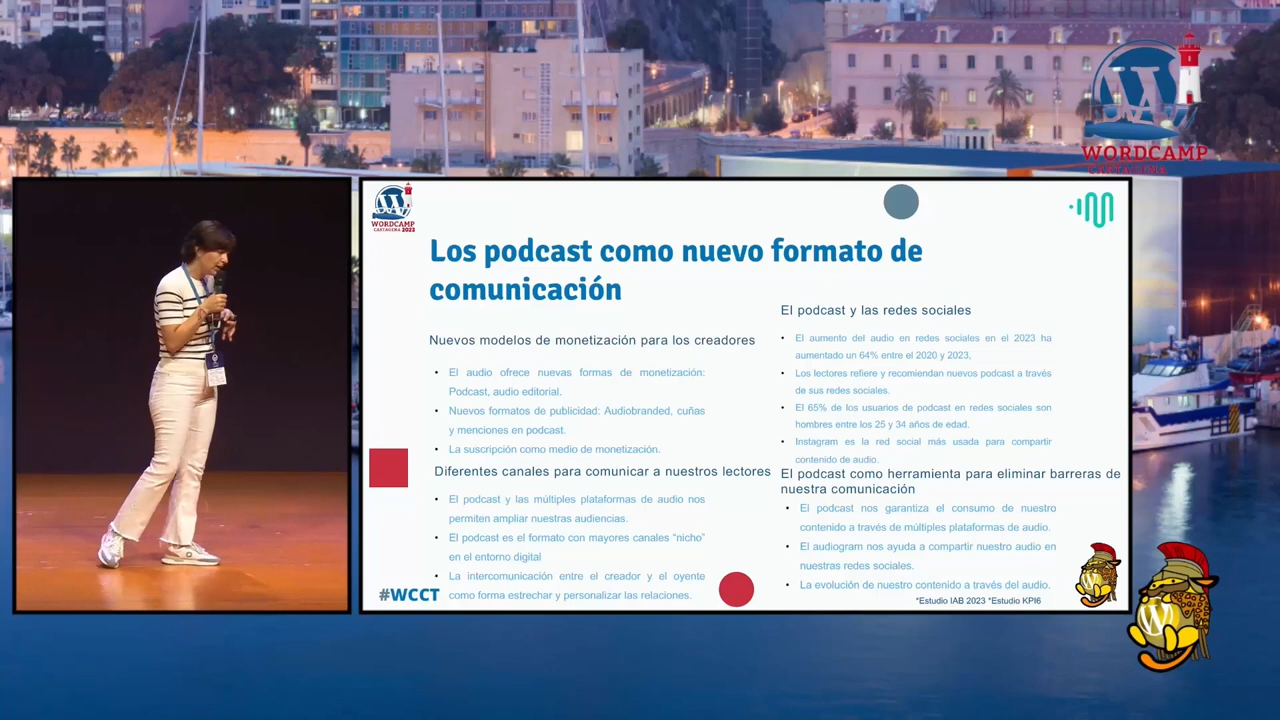 WORDCAMP
CARTAGENA
WORDCAMP
CARTAGENA 2023
Los podcast como nuevo formato de
comunicación
Nuevos modelos de monetización para los creadores
El audio ofrece nuevas formas de monetización:
Podcast, audio editorial.
Nuevos formatos de publicidad: Audiobranded, cuñas
y menciones en podcast.
La suscripción como medio de monetización.
Diferentes canales para comunicar a nuestros lectores
El podcast y las múltiples plataformas de audio nos
permiten ampliar nuestras audiencias.
El podcast es el formato con mayores canales “nicho”
en el entorno digital
La intercomunicación entre el creador y el oyente
como forma estrechar y personalizar las relaciones.
El podcast y las redes sociales
El aumento del audio en redes sociales en el 2023 ha
aumentado un 64% entre el 2020 y 2023,
Los lectores refiere y recomiendan nuevos podcast a través
de sus redes sociales.
El 65% de los usuarios de podcast en redes sociales son
hombres entre los 25 y 34 años de edad.
Instagram es la red social más usada para compartir
contenido de audio.
El podcast como herramienta para eliminar barreras de
nuestra comunicación
El podcast nos garantiza el consumo de nuestro
contenido a través de múltiples plataformas de audio.
El audiogram nos ayuda a compartir nuestro audio en
nuestras redes sociales.
La evolución de nuestro contenido a través del audio.
*Estudio IAB 2023 *Estudio KPI6
#WCCT